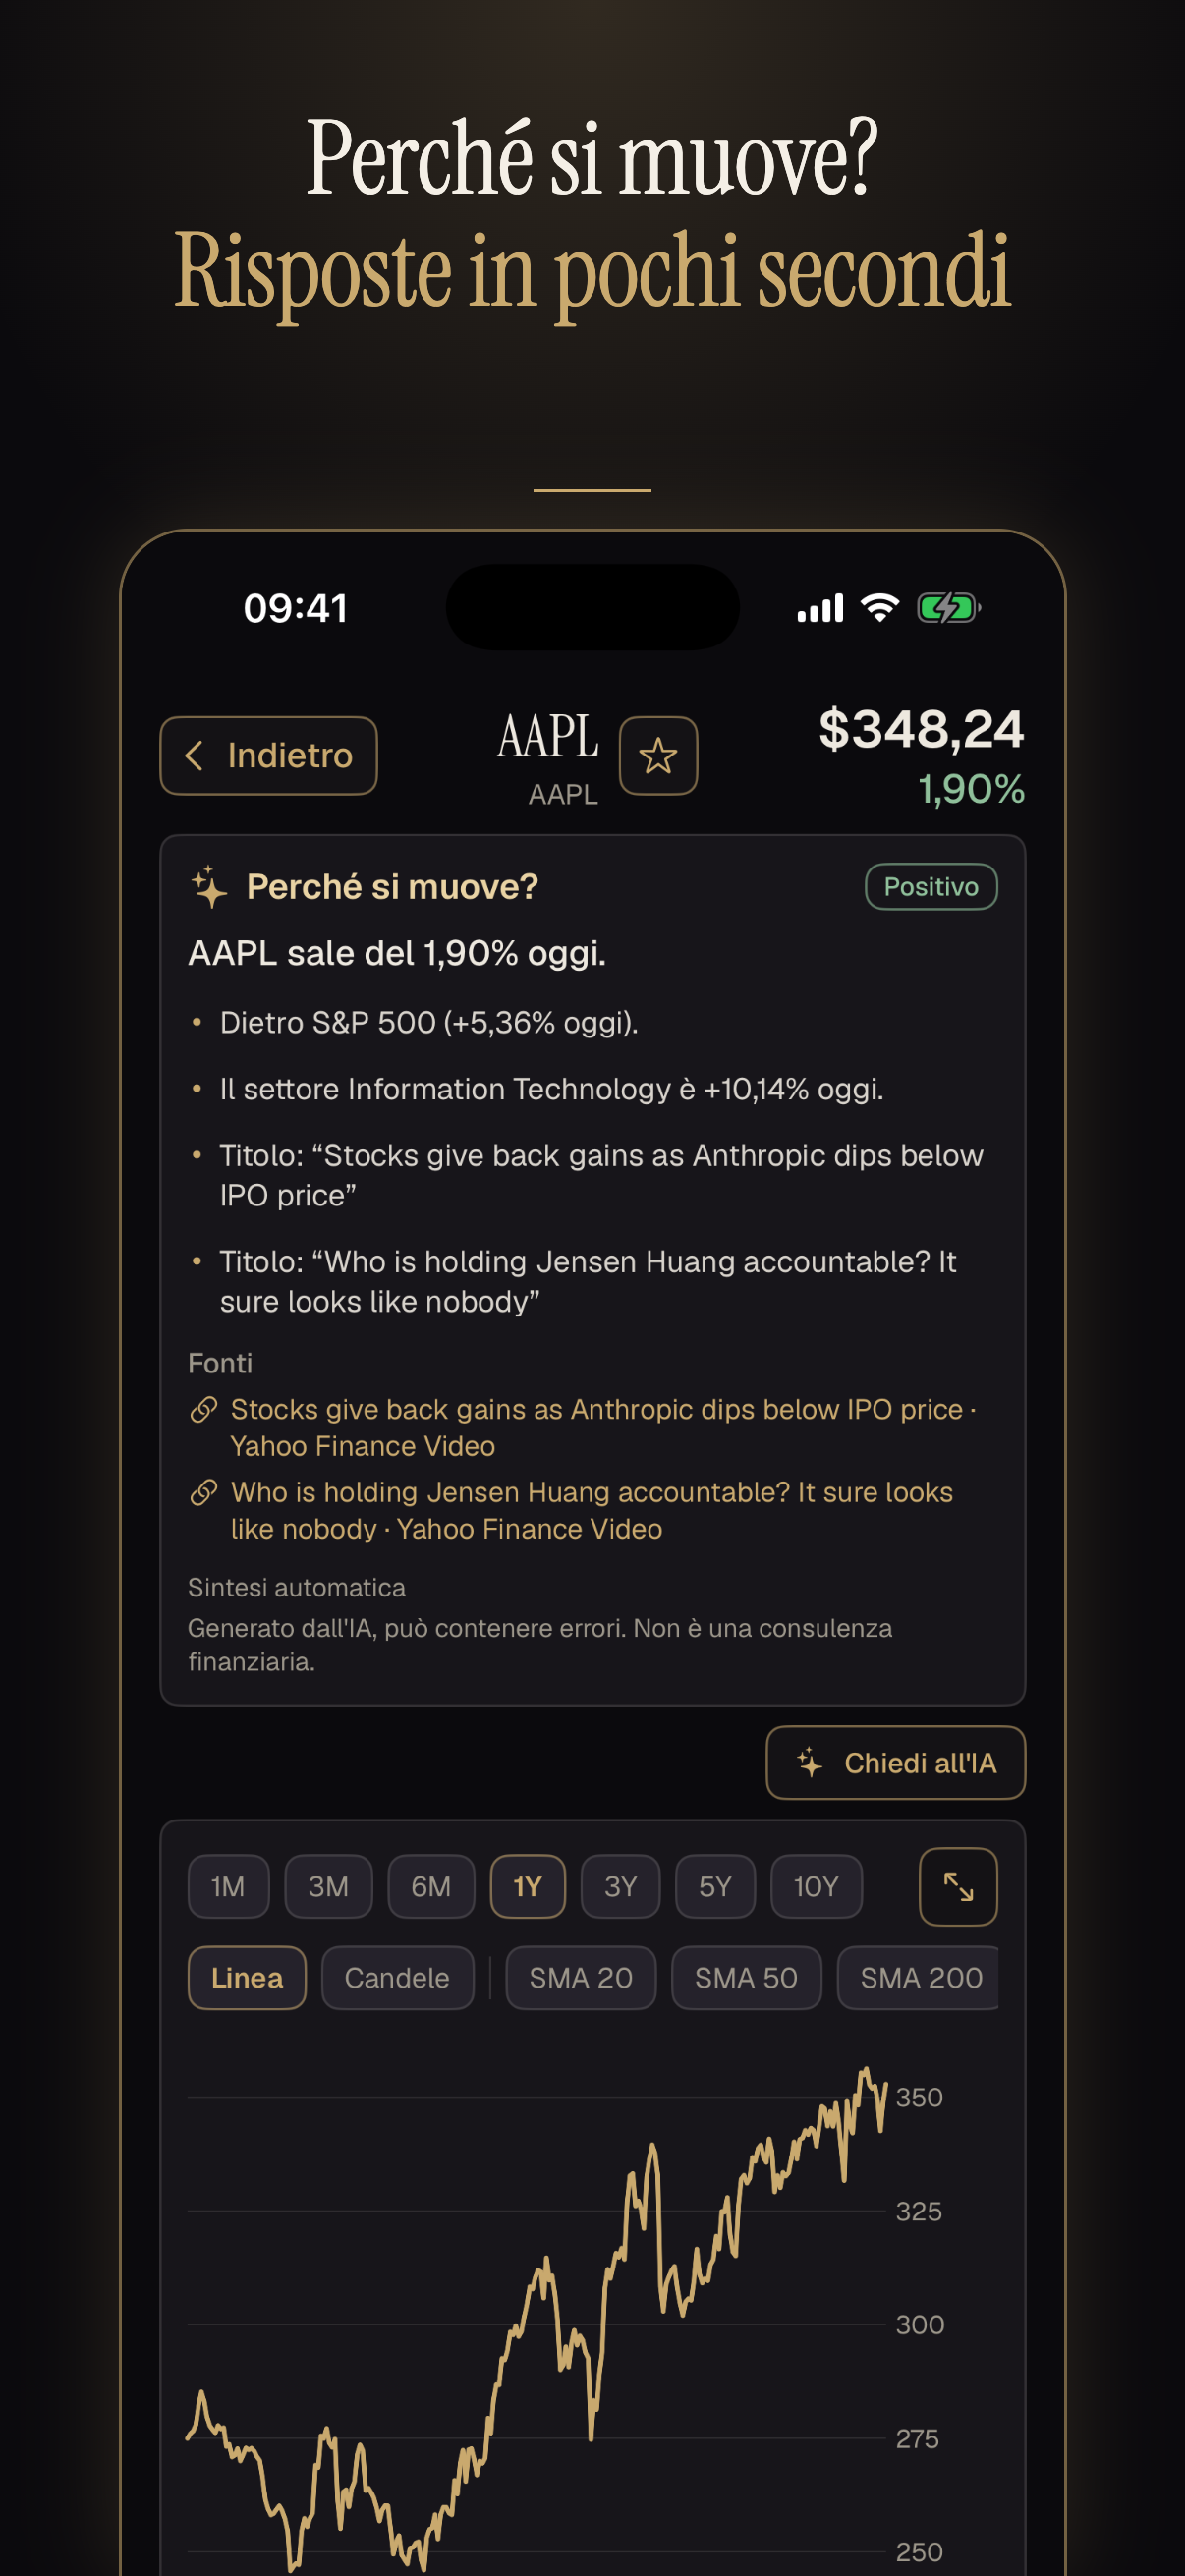 Perché si muove?
Risposte in pochi secondi
09:41
Indietro
AAPL
AAPL
$348,24
1,90%
Perché si muove?
Positivo
AAPL sale del 1,90% oggi.
• Dietro S&P 500 (+5,36% oggi).
• Il settore Information Technology è +10,14% oggi.
• Titolo: “Stocks give back gains as Anthropic dips below
IPO price”
• Titolo: “Who is holding Jensen Huang accountable? It
sure looks like nobody”
Fonti
Stocks give back gains as Anthropic dips below IPO price ·
Yahoo Finance Video
Who is holding Jensen Huang accountable? It sure looks
like nobody · Yahoo Finance Video
Sintesi automatica
Generato dall'IA, può contenere errori. Non è una consulenza
finanziaria.
Chiedi all'IA
1M 3M 6M 1Y 3Y 5Y 10Y
Linea Candele SMA 20 SMA 50 SMA 200
350
325
300
275
250